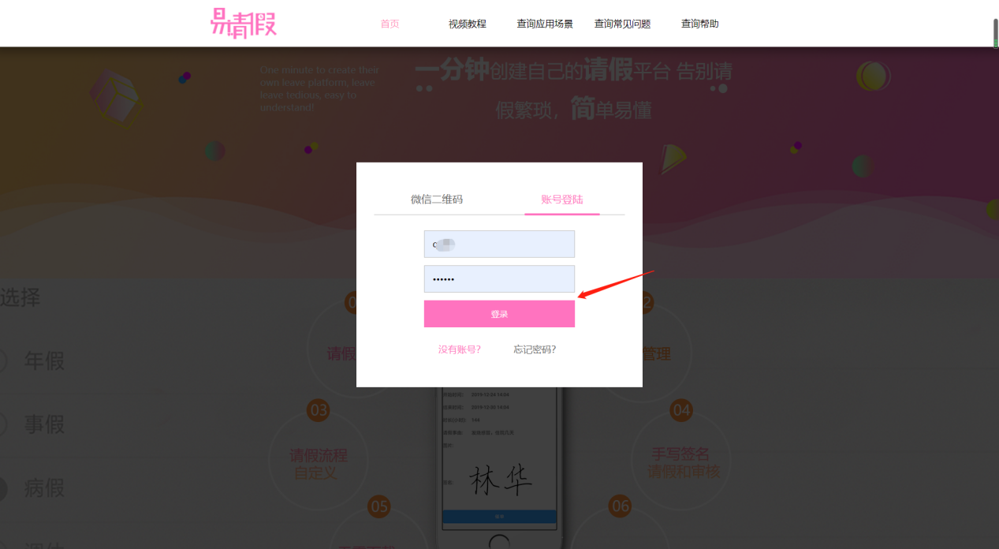 易请假
首页
视频教程
查询应用场景
查询常见问题
查询帮助
One minute to create their
own leave platform, leave
leave tedious, easy to
understand!
一分钟创建自己的请假平台 告别请
假繁琐，简单易懂
微信二维码
账号登陆
••••••
登录
没有账号?
忘记密码?
选择
年假
事假
病假
请假
管理
03
请假流程
自定义
04
手写签名
请假和审核
05
06
林华